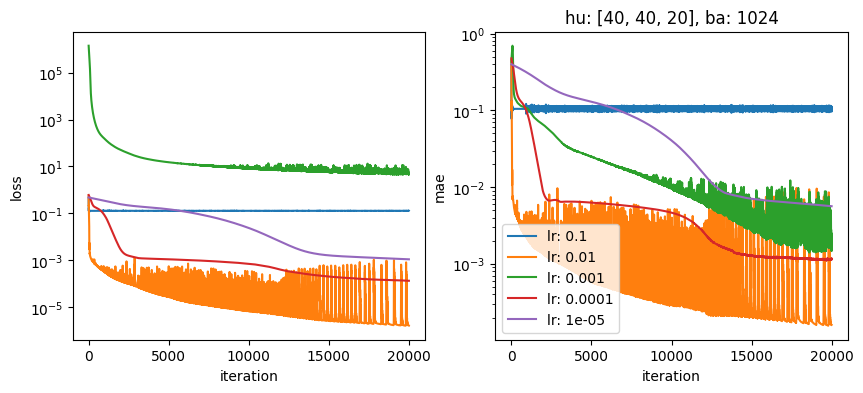 hu: [40, 40, 20], ba: 1024
loss
10^5
10^3
10^1
10^-1
10^-3
10^-5
0 5000 10000 15000 20000
iteration
mae
10^0
10^-1
10^-2
10^-3
lr: 0.1
lr: 0.01
lr: 0.001
lr: 0.0001
lr: 1e-05
0 5000 10000 15000 20000
iteration